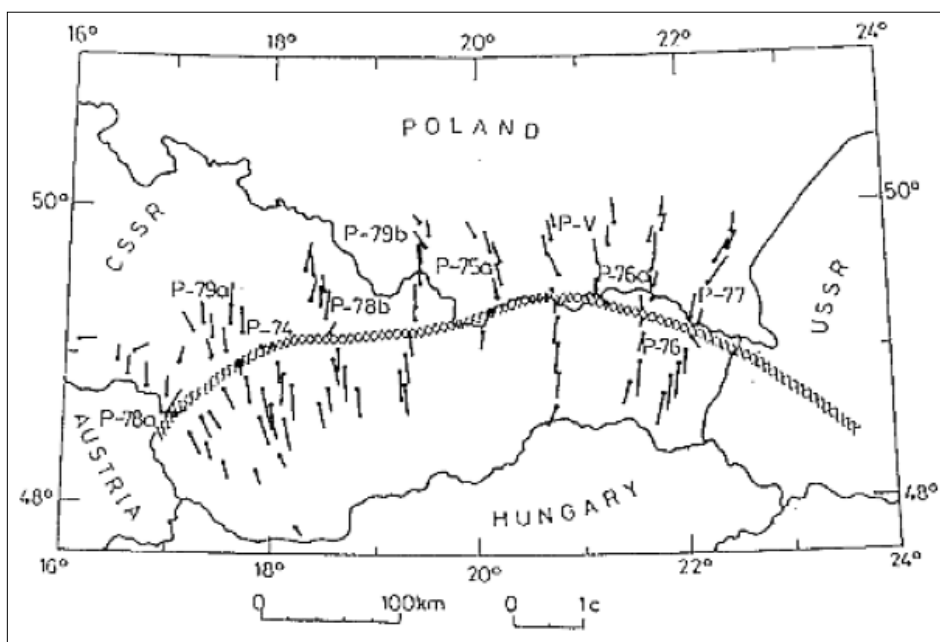 16° 18° 20° 22° 24°
POLAND
50° 50°
CSSR
P-79b P-V
P-75a P-76a
P-79a P-78b P-77
P-74
USSR
P-76
P-78a
AUSTRIA
48° 48°
HUNGARY
16° 18° 20° 22° 24°
0 100km 0 1c